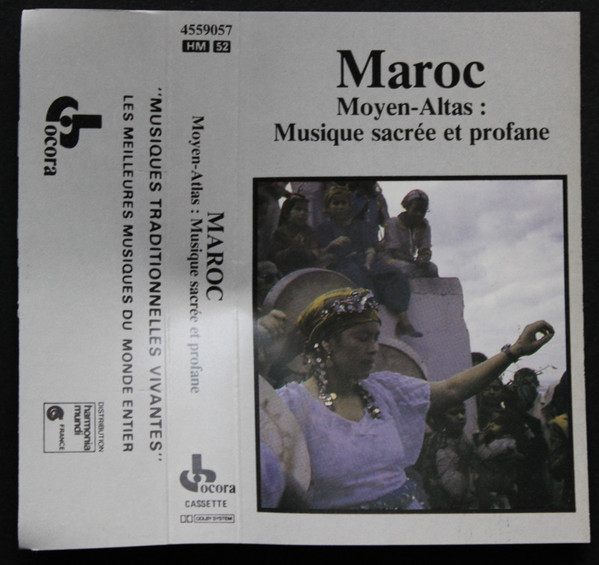 Maroc
Moyen-Altas :
Musique sacrée et profane
4559057
HM 52
MAROC
Moyen-Atlas : Musique sacrée et profane
ocora
CASSETTE
DOLBY SYSTEM
"MUSIQUES TRADITIONNELLES VIVANTES"
LES MEILLEURES MUSIQUES DU MONDE ENTIER
ocora
DISTRIBUTION
harmonia
mundi
FRANCE